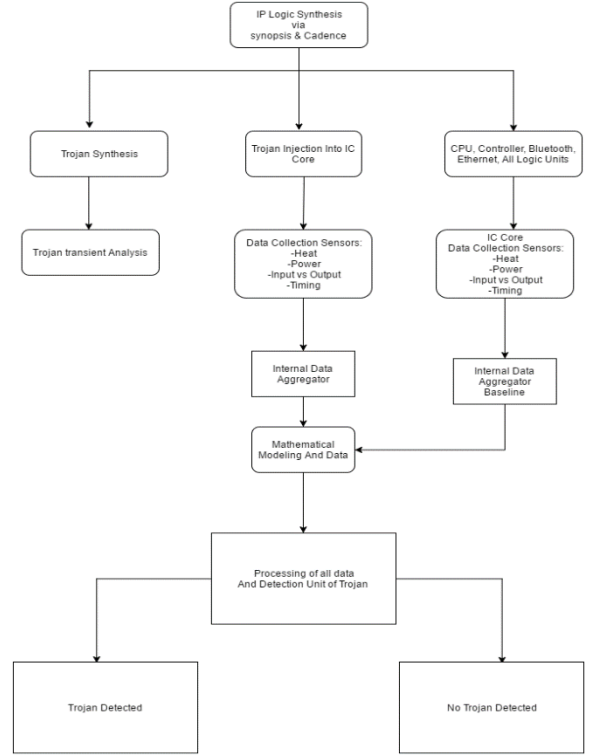 IP Logic Synthesis
via
synopsis & Cadence
Trojan Synthesis
Trojan Injection Into IC
Core
CPU, Controller, Bluetooth,
Ethernet, All Logic Units
Trojan transient Analysis
Data Collection Sensors:
-Heat
-Power
-Input vs Output
-Timing
IC Core
Data Collection Sensors:
-Heat
-Power
-Input vs Output
-Timing
Internal Data
Aggregator
Internal Data
Aggregator
Baseline
Mathematical
Modeling And Data
Processing of all data
And Detection Unit of Trojan
Trojan Detected
No Trojan Detected